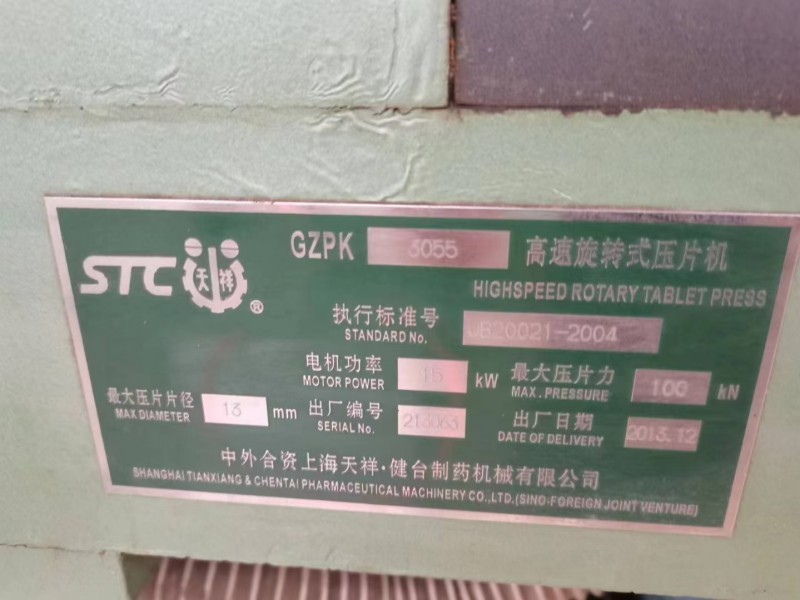 STC 天祥 ®
GZPK 3055 高速旋转式压片机
HIGHSPEED ROTARY TABLET PRESS
执行标准号 JB20021-2004
STANDARD No.
电机功率 15 kW 最大压片力 100 kN
MOTOR POWER MAX. PRESSURE
最大压片片径 13 mm 出厂编号 213063 出厂日期 2013.12
MAX DIAMETER SERIAL No. DATE OF DELIVERY
中外合资上海天祥·健台制药机械有限公司
SHANGHAI TIANXIANG & CHENTAI PHARMACEUTICAL MACHINERY CO.,LTD.(SINO-FOREIGN JOINT VENTURE)